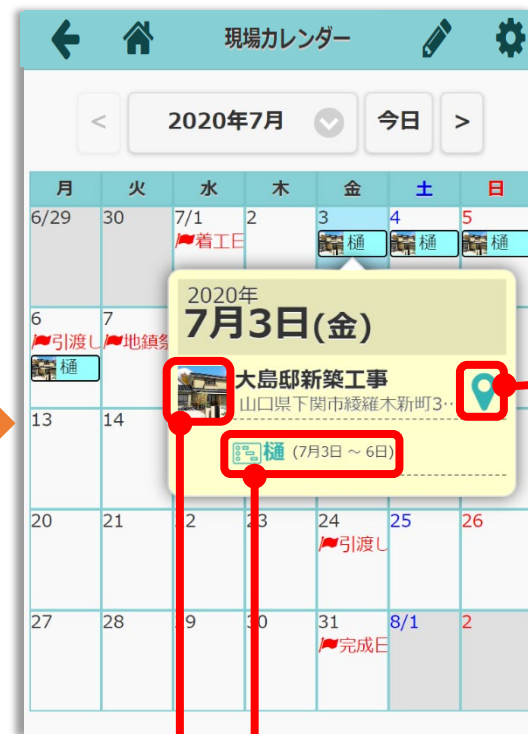 現場カレンダー
< 2020年7月 今日 >
月 火 水 木 金 土 日
6/29 30 7/1 2 3 4 5
着工日 樋 樋 樋
2020年
7月3日(金)
6 7
引渡し 地鎮祭
樋
大島邸新築工事
山口県下関市綾羅木新町3‥
樋 (7月3日 ~ 6日)
13 14
20 21 22 23 24 25 26
引渡し
27 28 29 30 31 8/1 2
完成日